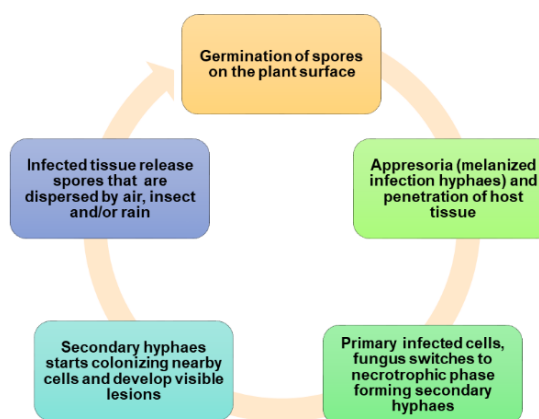 Germination of spores
on the plant surface
Appresoria (melanized
infection hyphaes) and
penetration of host
tissue
Primary infected cells,
fungus switches to
necrotrophic phase
forming secondary
hyphaes
Secondary hyphaes
starts colonizing nearby
cells and develop visible
lesions
Infected tissue release
spores that are
dispersed by air, insect
and/or rain